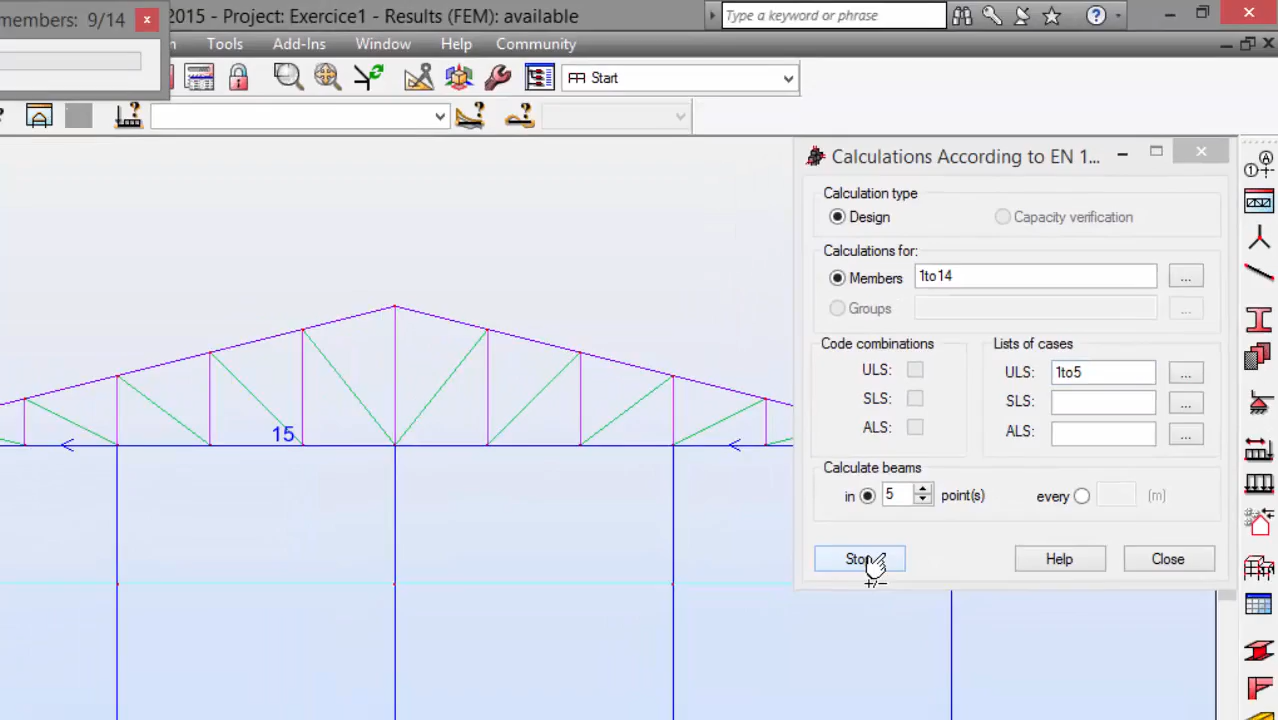 members: 9/14
2015 - Project: Exercice1 - Results (FEM): available
Type a keyword or phrase
Tools
Add-Ins
Window
Help
Community
Start
Calculations According to EN 1...
Calculation type
Design
Capacity verification
Calculations for:
Members
1to14
...
Groups
...
Code combinations
Lists of cases
ULS:
ULS:
1to5
...
SLS:
SLS:
...
ALS:
ALS:
...
Calculate beams
in
5
point(s)
every
(m)
Help
Close
15